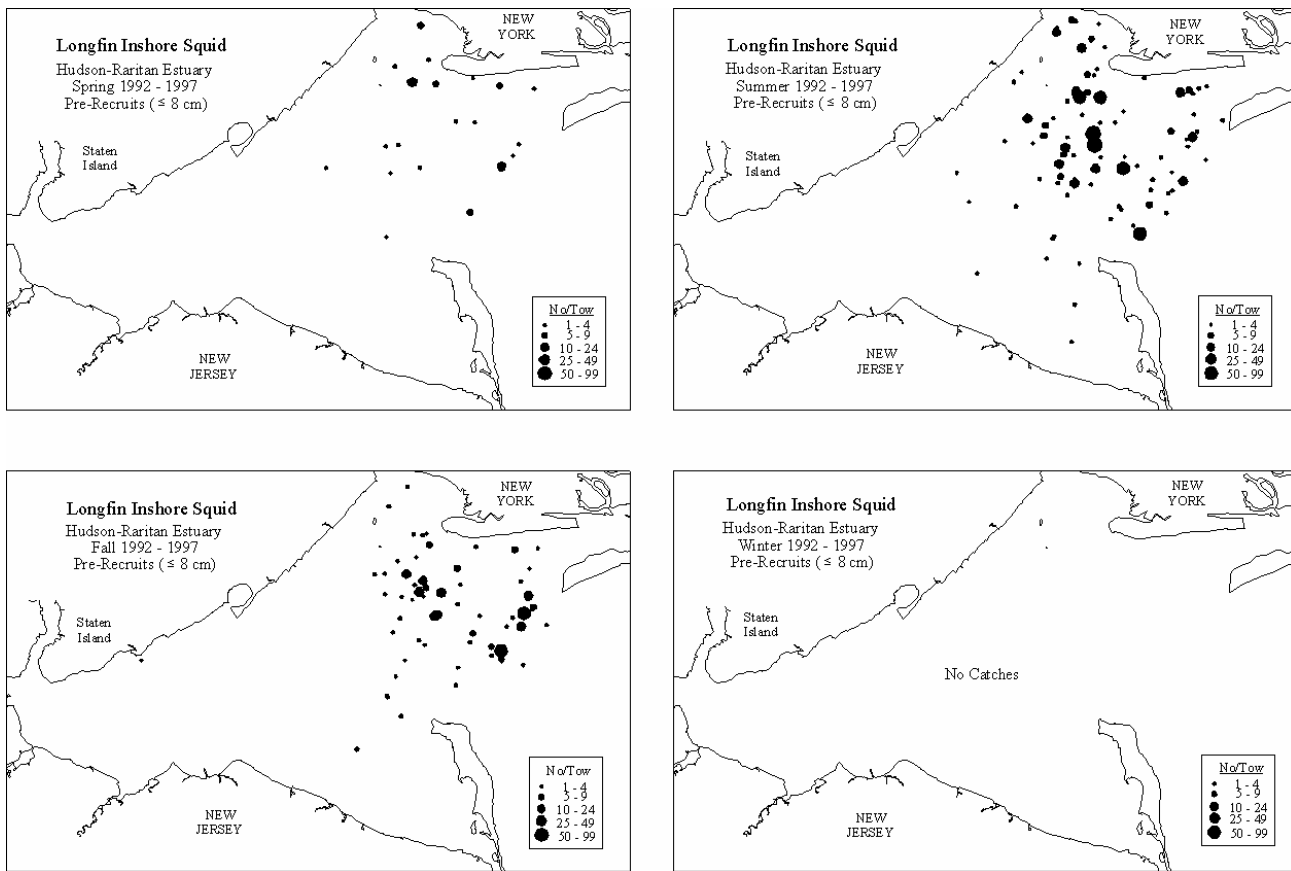 Longfin Inshore Squid
Hudson-Raritan Estuary
Spring 1992 - 1997
Pre-Recruits ( ≤ 8 cm)
NEW
YORK
Staten
Island
NEW
JERSEY
No/Tow
1 - 4
5 - 9
10 - 24
25 - 49
50 - 99
Longfin Inshore Squid
Hudson-Raritan Estuary
Summer 1992 - 1997
Pre-Recruits ( ≤ 8 cm)
NEW
YORK
Staten
Island
NEW
JERSEY
No/Tow
1 - 4
5 - 9
10 - 24
25 - 49
50 - 99
Longfin Inshore Squid
Hudson-Raritan Estuary
Fall 1992 - 1997
Pre-Recruits ( ≤ 8 cm)
NEW
YORK
Staten
Island
NEW
JERSEY
No/Tow
1 - 4
5 - 9
10 - 24
25 - 49
50 - 99
Longfin Inshore Squid
Hudson-Raritan Estuary
Winter 1992 - 1997
Pre-Recruits ( ≤ 8 cm)
NEW
YORK
Staten
Island
No Catches
NEW
JERSEY
No/Tow
1 - 4
5 - 9
10 - 24
25 - 49
50 - 99